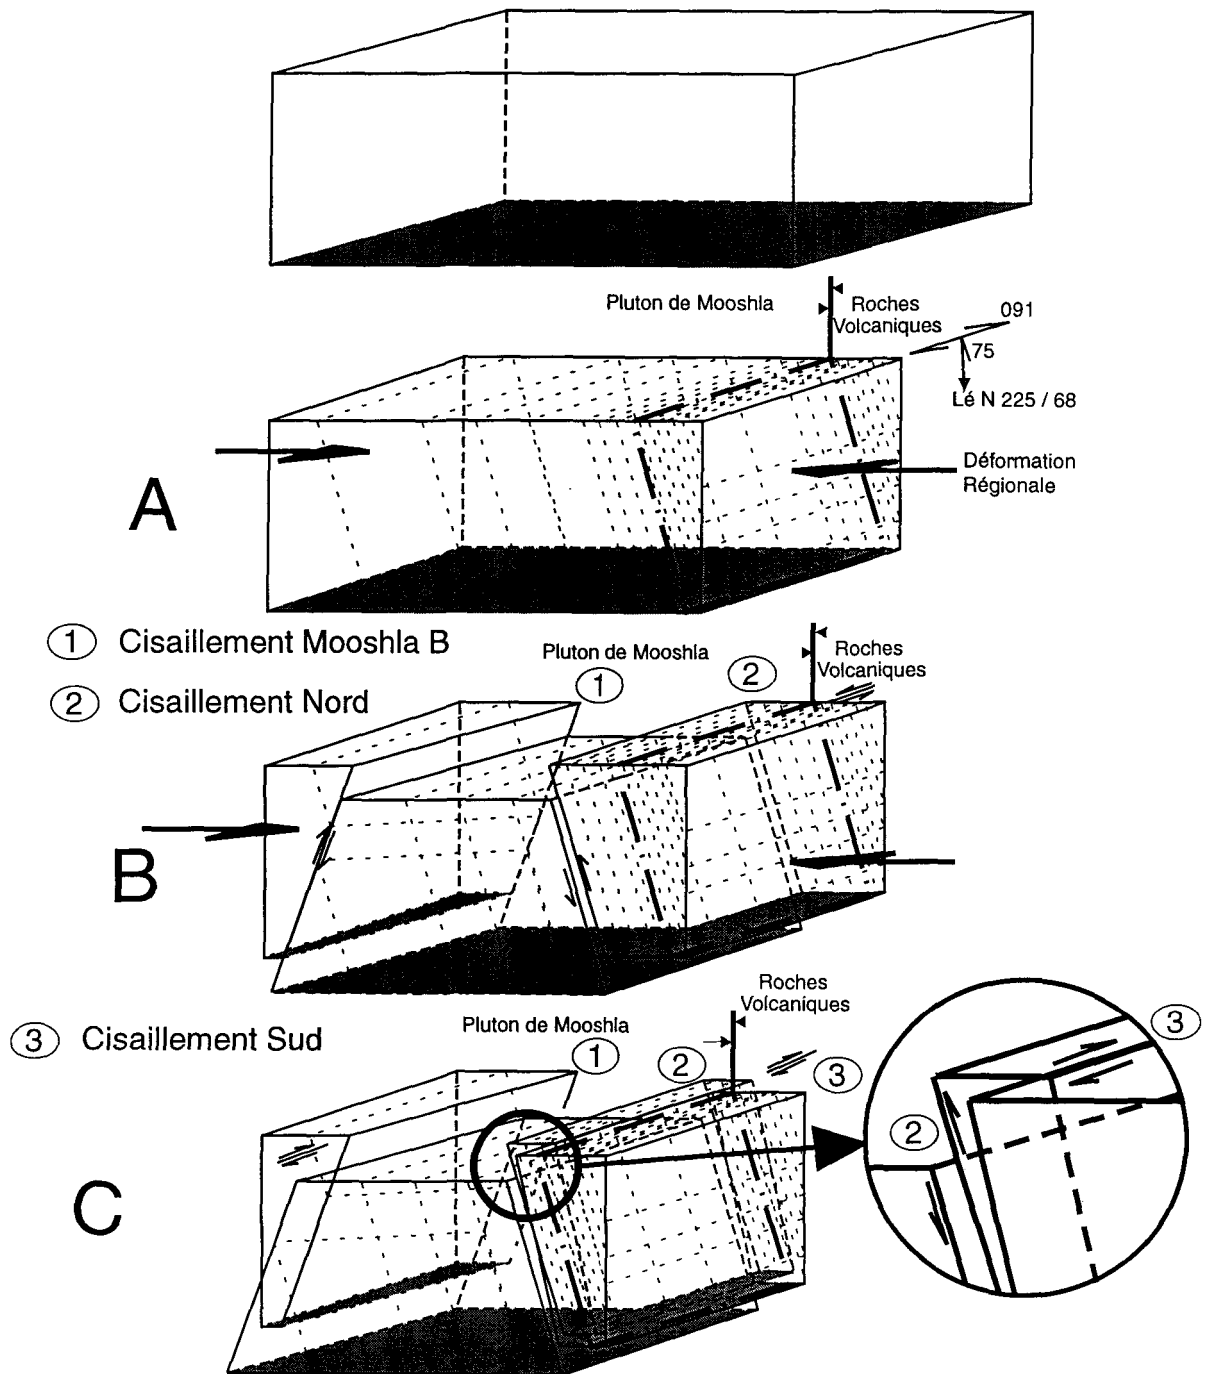 Pluton de Mooshla
Roches
Volcaniques
091
75
Lé N 225 / 68
Déformation
Régionale
A
1 Cisaillement Mooshla B
2 Cisaillement Nord
Pluton de Mooshla
1
2
Roches
Volcaniques
B
3 Cisaillement Sud
Pluton de Mooshla
1
2
Roches
Volcaniques
3
C
3
2